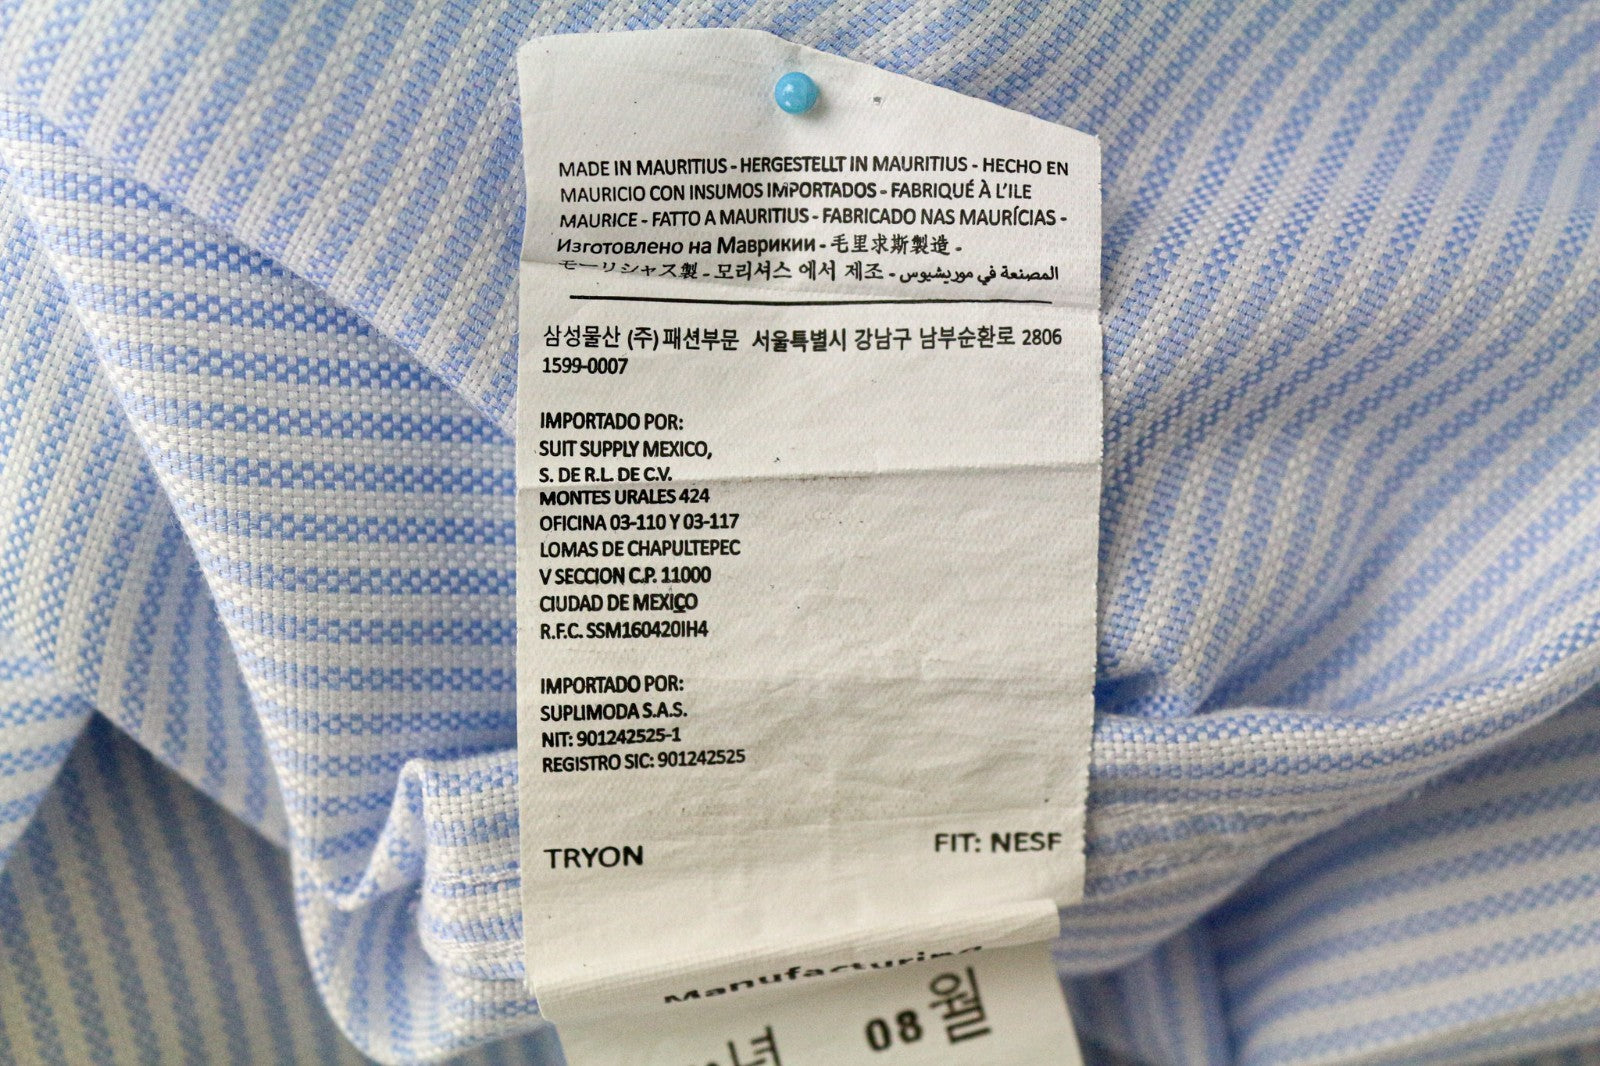 MADE IN MAURITIUS - HERGESTELLT IN MAURITIUS - HECHO EN
MAURICIO CON INSUMOS IMPORTADOS - FABRIQUÉ À L'ILE
MAURICE - FATTO A MAURITIUS - FABRICADO NAS MAURÍCIAS -
Изготовлено на Маврикии - 毛里求斯製造 -
モーリシャス製 - 모리셔스 에서 제조 - المصنعة في موريشيوس
삼성물산 (주) 패션부문 서울특별시 강남구 남부순환로 2806
1599-0007
IMPORTADO POR:
SUIT SUPPLY MEXICO,
S. DE R.L. DE C.V.
MONTES URALES 424
OFICINA 03-110 Y 03-117
LOMAS DE CHAPULTEPEC
V SECCION C.P. 11000
CIUDAD DE MEXICO
R.F.C. SSM160420IH4
IMPORTADO POR:
SUPLIMODA S.A.S.
NIT: 901242525-1
REGISTRO SIC: 901242525
TRYON FIT: NESF
Manufacturing
년 08 월